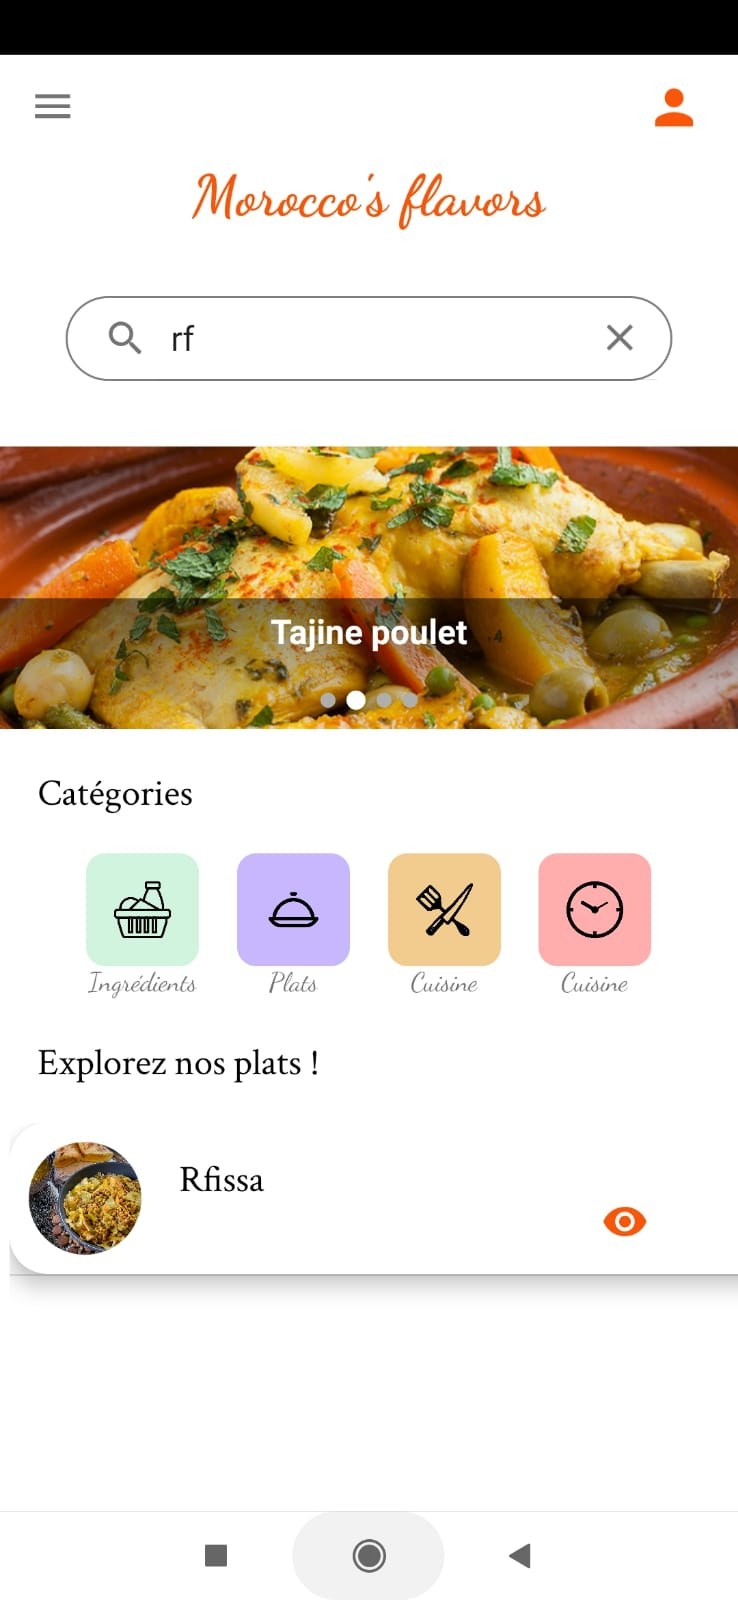 Morocco's flavors
rf
Tajine poulet
Catégories
Ingrédients
Plats
Cuisine
Cuisine
Explorez nos plats !
Rfissa